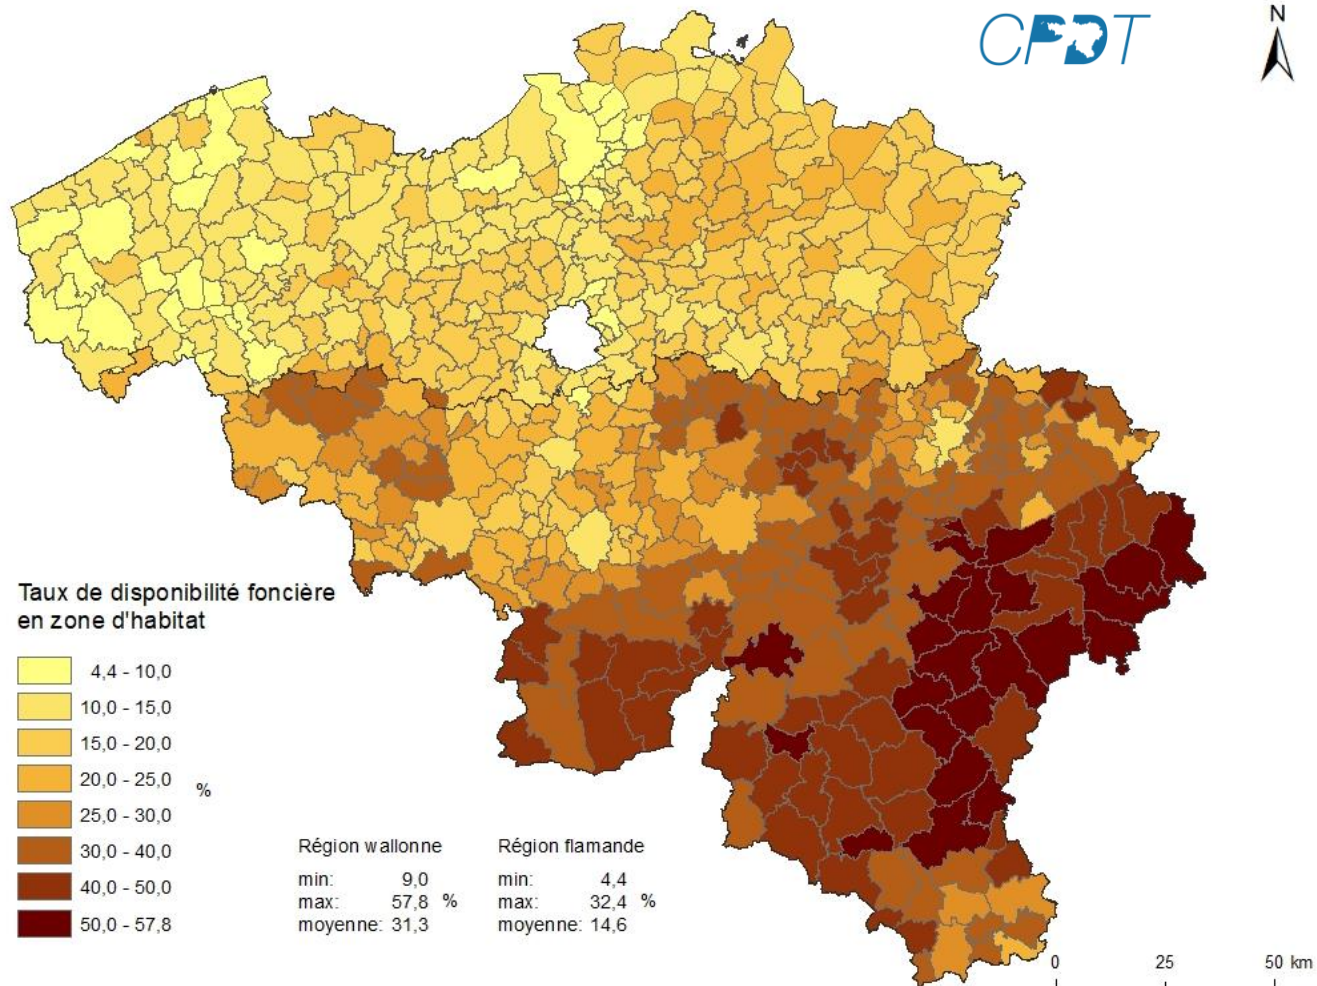 CPDT
N
Taux de disponibilité foncière
en zone d'habitat
4,4 - 10,0
10,0 - 15,0
15,0 - 20,0
20,0 - 25,0
%
25,0 - 30,0
30,0 - 40,0
40,0 - 50,0
50,0 - 57,8
Région wallonne
min: 9,0
max: 57,8 %
moyenne: 31,3
Région flamande
min: 4,4
max: 32,4 %
moyenne: 14,6
0 25 50 km